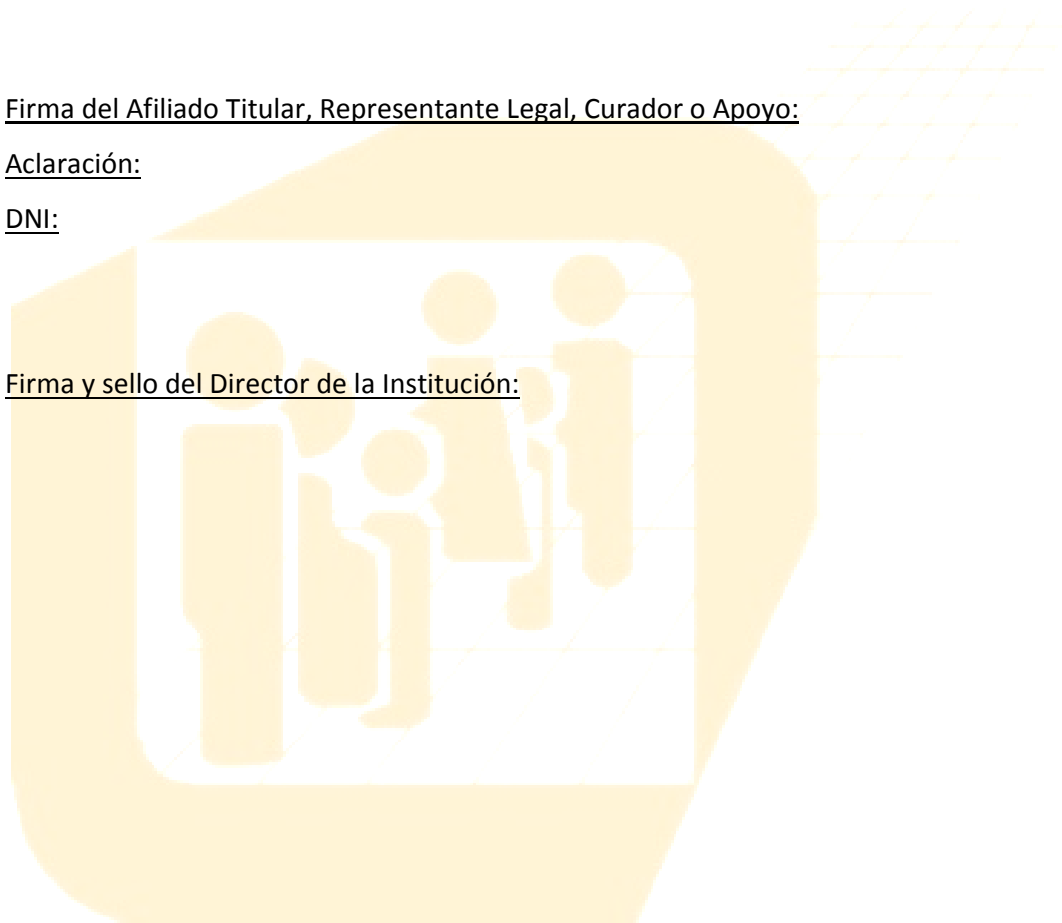 Firma del Afiliado Titular, Representante Legal, Curador o Apoyo:
Aclaración:
DNI:
Firma y sello del Director de la Institución: